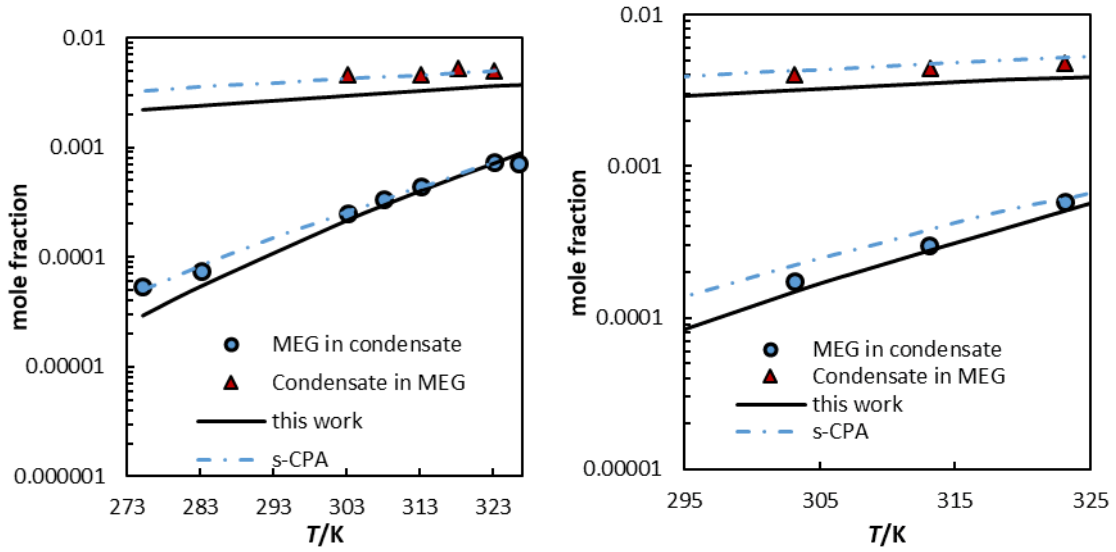 0.01
0.001
0.0001
0.00001
0.000001
mole fraction
MEG in condensate
Condensate in MEG
this work
s-CPA
273 283 293 303 313 323
T/K
0.01
0.001
0.0001
0.00001
mole fraction
MEG in condensate
Condensate in MEG
this work
s-CPA
295 305 315 325
T/K